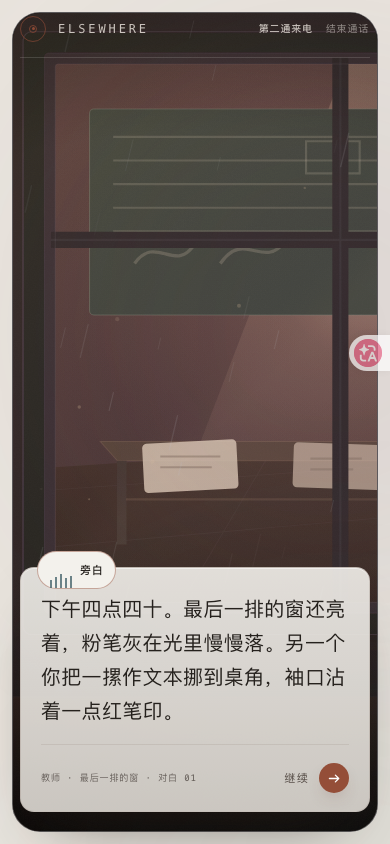 ELSEWHERE
第二通来电 结束通话
旁白
下午四点四十。最后一排的窗还亮
着，粉笔灰在光里慢慢落。另一个
你把一摞作文本挪到桌角，袖口沾
着一点红笔印。
教师 · 最后一排的窗 · 对白 01
继续